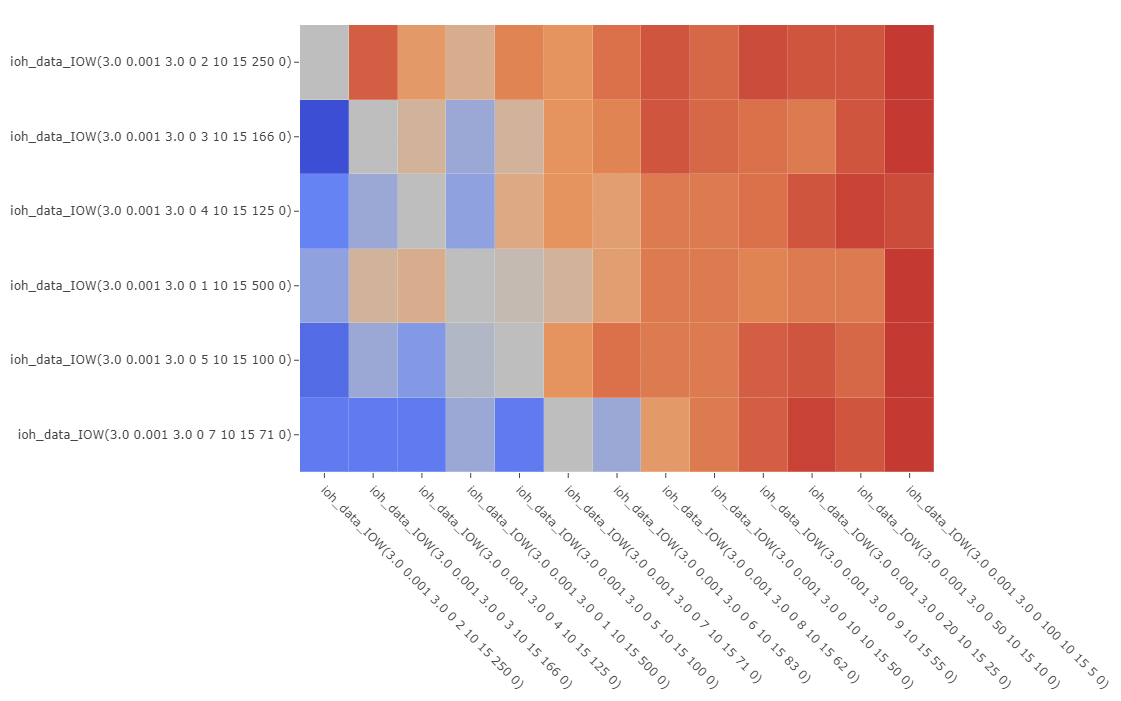 ioh_data_IOW(3.0 0.001 3.0 0 2 10 15 250 0)
ioh_data_IOW(3.0 0.001 3.0 0 3 10 15 166 0)
ioh_data_IOW(3.0 0.001 3.0 0 4 10 15 125 0)
ioh_data_IOW(3.0 0.001 3.0 0 1 10 15 500 0)
ioh_data_IOW(3.0 0.001 3.0 0 5 10 15 100 0)
ioh_data_IOW(3.0 0.001 3.0 0 7 10 15 71 0)
ioh_data_IOW(3.0 0.001 3.0 0 2 10 15 250 0)
ioh_data_IOW(3.0 0.001 3.0 0 3 10 15 166 0)
ioh_data_IOW(3.0 0.001 3.0 0 4 10 15 125 0)
ioh_data_IOW(3.0 0.001 3.0 0 1 10 15 500 0)
ioh_data_IOW(3.0 0.001 3.0 0 5 10 15 100 0)
ioh_data_IOW(3.0 0.001 3.0 0 7 10 15 71 0)
ioh_data_IOW(3.0 0.001 3.0 0 6 10 15 83 0)
ioh_data_IOW(3.0 0.001 3.0 0 8 10 15 62 0)
ioh_data_IOW(3.0 0.001 3.0 0 10 10 15 50 0)
ioh_data_IOW(3.0 0.001 3.0 0 9 10 15 55 0)
ioh_data_IOW(3.0 0.001 3.0 0 20 10 15 25 0)
ioh_data_IOW(3.0 0.001 3.0 0 50 10 15 10 0)
ioh_data_IOW(3.0 0.001 3.0 0 100 10 15 5 0)